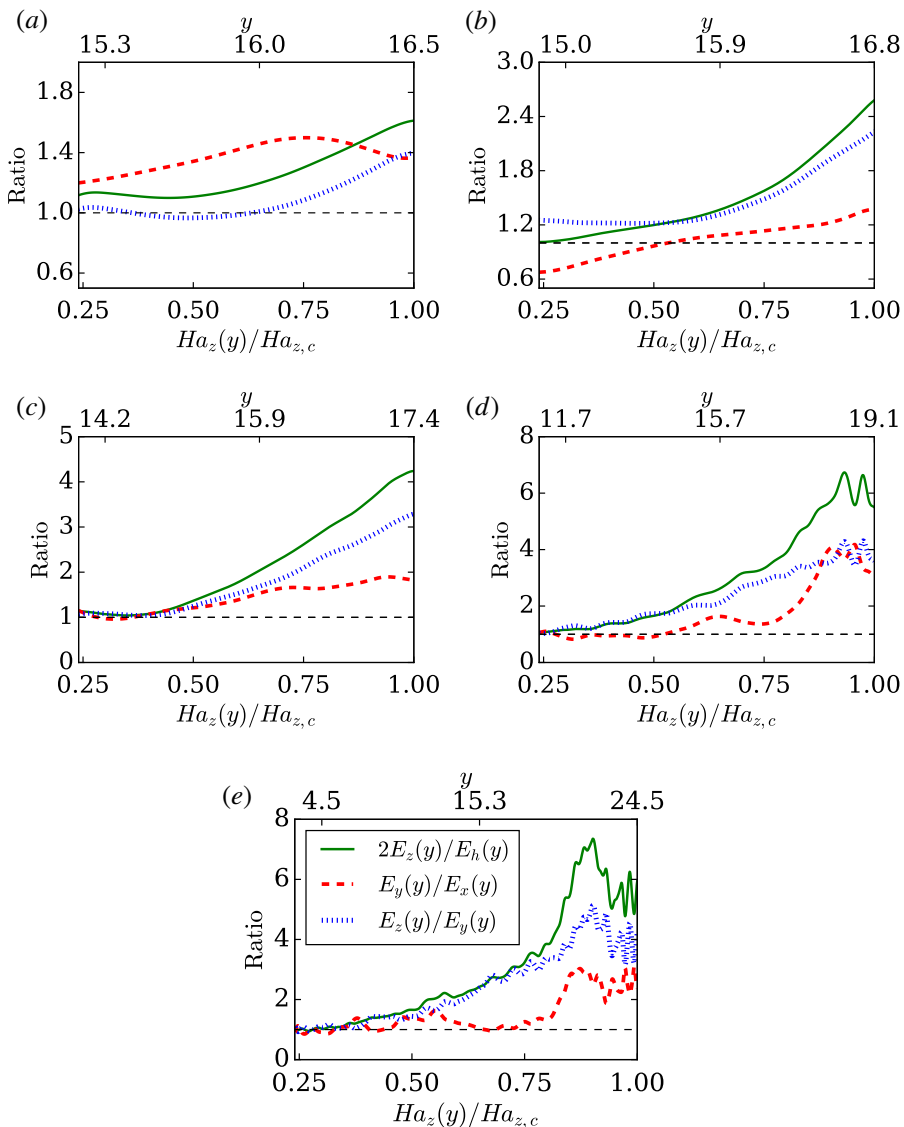 (a)
y
15.3 16.0 16.5
1.8
1.4
1.0
0.6
Ratio
0.25 0.50 0.75 1.00
Ha_z(y)/Ha_{z,c}
(b)
y
15.0 15.9 16.8
3.0
2.4
1.8
1.2
0.6
Ratio
0.25 0.50 0.75 1.00
Ha_z(y)/Ha_{z,c}
(c)
y
14.2 15.9 17.4
5
4
3
2
1
0
Ratio
0.25 0.50 0.75 1.00
Ha_z(y)/Ha_{z,c}
(d)
y
11.7 15.7 19.1
8
6
4
2
0
Ratio
0.25 0.50 0.75 1.00
Ha_z(y)/Ha_{z,c}
(e)
y
4.5 15.3 24.5
8
6
4
2
0
Ratio
2E_z(y)/E_h(y)
E_y(y)/E_x(y)
E_z(y)/E_y(y)
0.25 0.50 0.75 1.00
Ha_z(y)/Ha_{z,c}